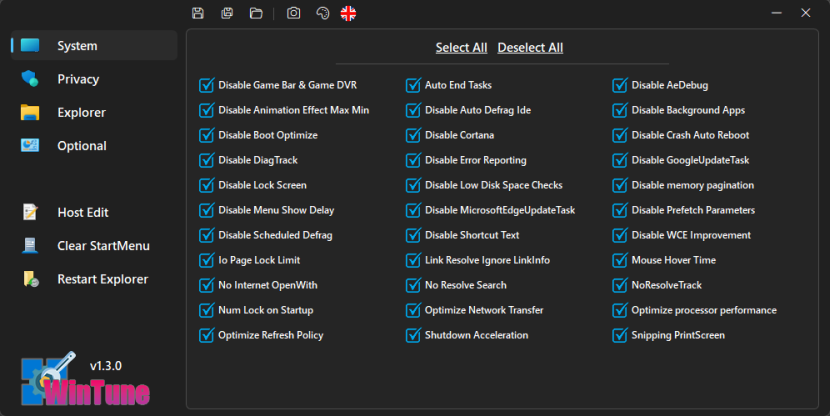 Select All Deselect All
System
Privacy
Explorer
Optional
Host Edit
Clear StartMenu
Restart Explorer
v1.3.0
WinTune
Disable Game Bar & Game DVR Auto End Tasks Disable AeDebug
Disable Animation Effect Max Min Disable Auto Defrag Ide Disable Background Apps
Disable Boot Optimize Disable Cortana Disable Crash Auto Reboot
Disable DiagTrack Disable Error Reporting Disable GoogleUpdateTask
Disable Lock Screen Disable Low Disk Space Checks Disable memory pagination
Disable Menu Show Delay Disable MicrosoftEdgeUpdateTask Disable Prefetch Parameters
Disable Scheduled Defrag Disable Shortcut Text Disable WCE Improvement
Io Page Lock Limit Link Resolve Ignore LinkInfo Mouse Hover Time
No Internet OpenWith No Resolve Search NoResolveTrack
Num Lock on Startup Optimize Network Transfer Optimize processor performance
Optimize Refresh Policy Shutdown Acceleration Snipping PrintScreen